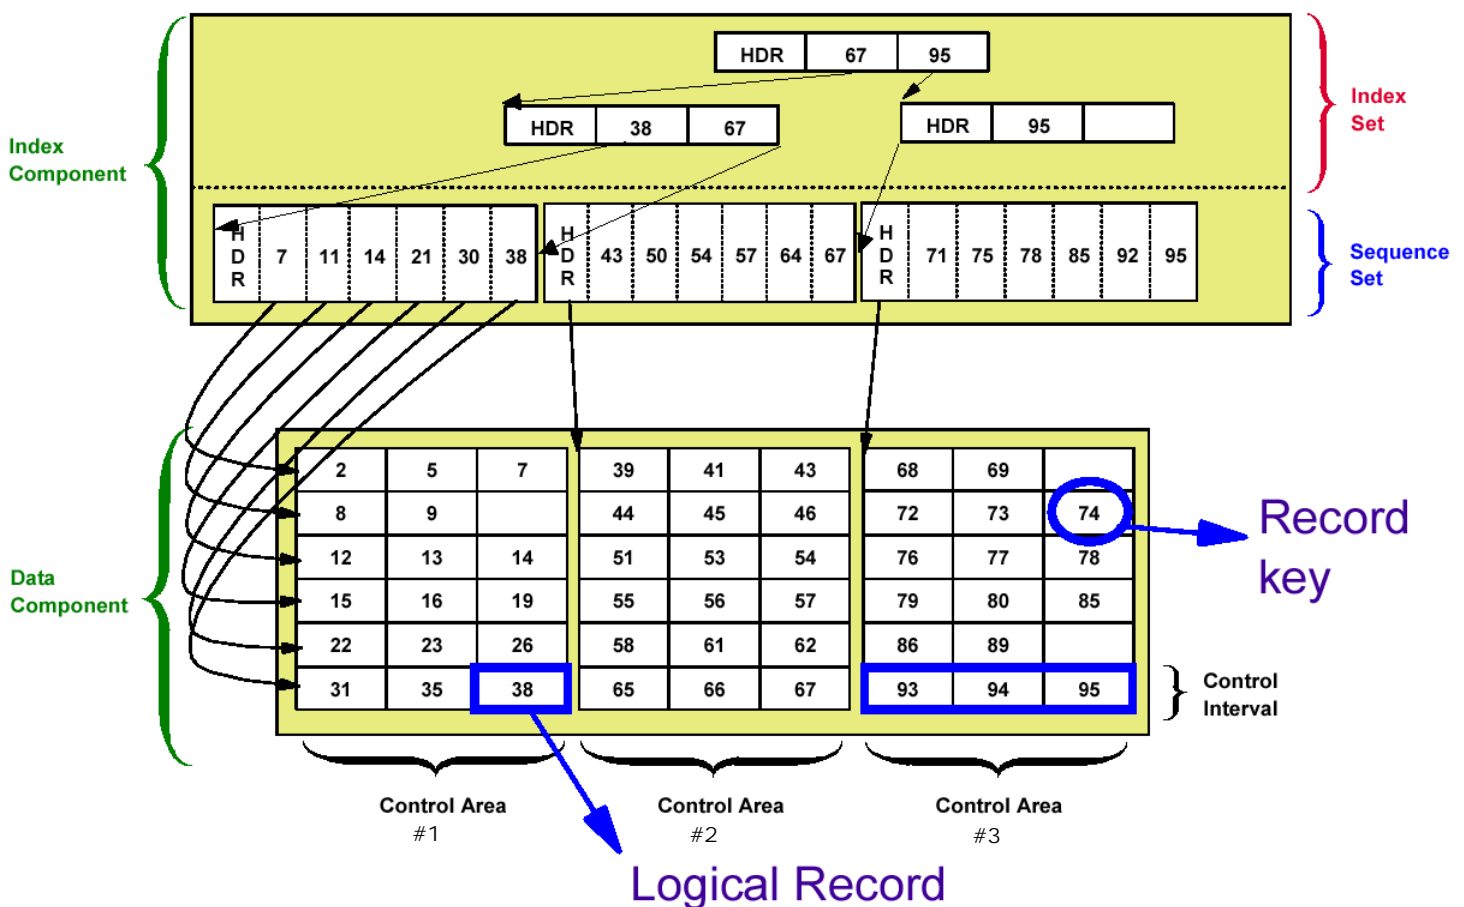 HDR 67 95
Index
Set
HDR 38 67
HDR 95
Index
Component
HDR 7 11 14 21 30 38
HDR 43 50 54 57 64 67
HDR 71 75 78 85 92 95
Sequence
Set
2 5 7 39 41 43 68 69
8 9 44 45 46 72 73 74
Record
key
12 13 14 51 53 54 76 77 78
Data
Component
15 16 19 55 56 57 79 80 85
22 23 26 58 61 62 86 89
31 35 38 65 66 67 93 94 95
Control
Interval
Control Area
#1
Control Area
#2
Control Area
#3
Logical Record